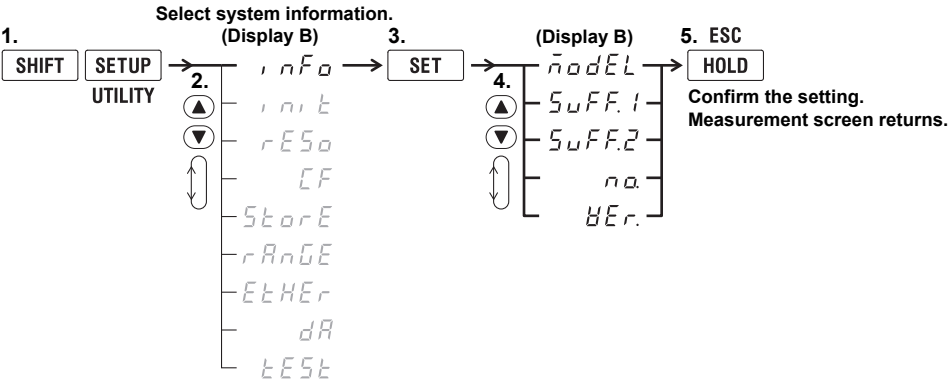 Select system information.
1.
(Display B)
3.
(Display B)
5. ESC
SHIFT
SETUP
inFo
SET
modEL
HOLD
UTILITY
2.
4.
init
SuFF.1
Confirm the setting.
Measurement screen returns.
rESo
SuFF.2
CF
no.
StorE
VEr.
rAnGE
EtHEr
dA
tESt